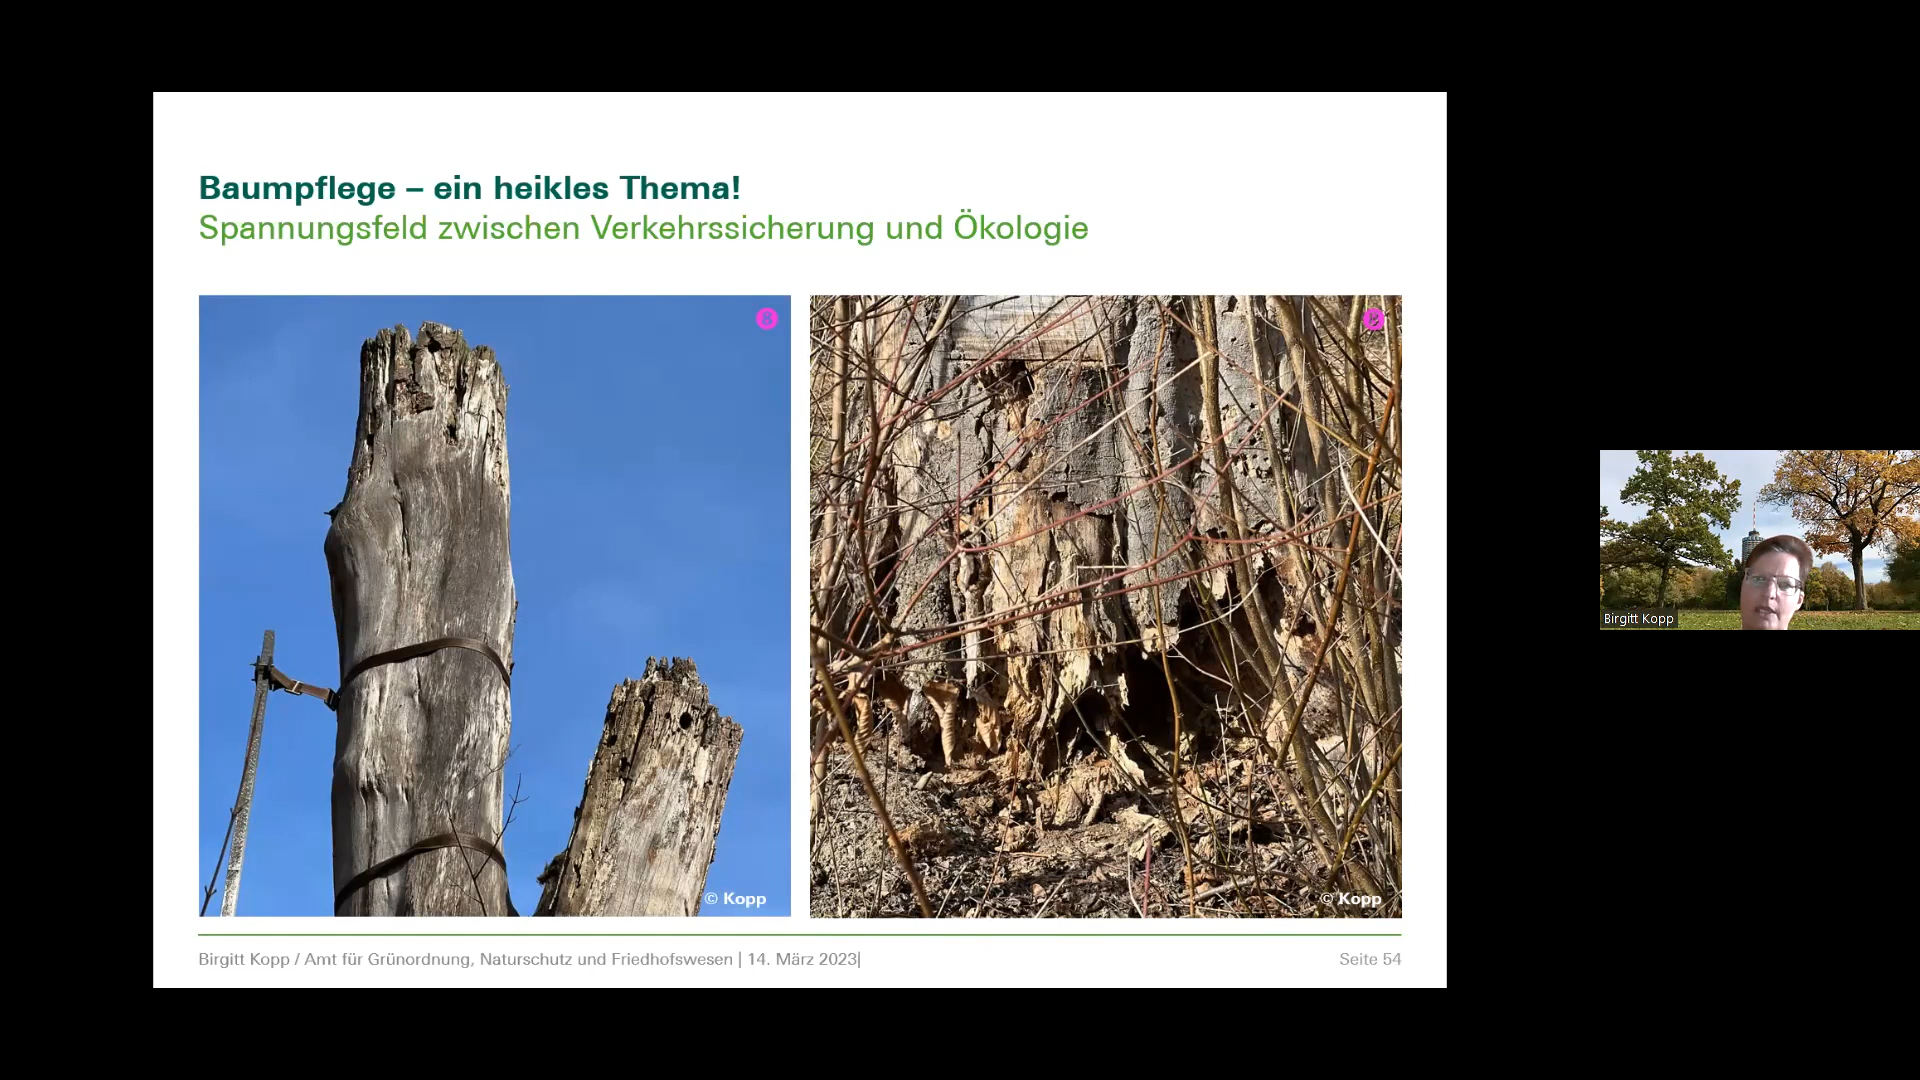 Baumpflege – ein heikles Thema!
Spannungsfeld zwischen Verkehrssicherung und Ökologie
8
© Kopp
© Kopp
Birgitt Kopp / Amt für Grünordnung, Naturschutz und Friedhofswesen | 14. März 2023|
Seite 54
Birgitt Kopp